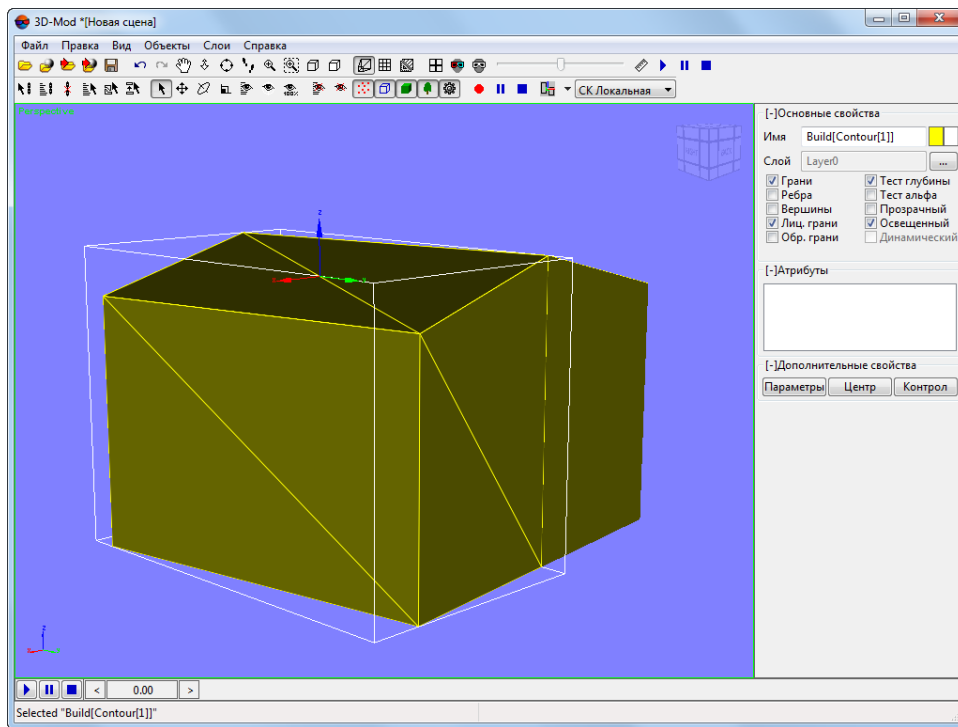 3D-Mod *[Новая сцена]
Файл Правка Вид Объекты Слои Справка
СК Локальная
[-]Основные свойства
Имя Build[Contour[1]]
Слой Layer0 ...
Грани Тест глубины
Ребра Тест альфа
Вершины Прозрачный
Лиц. грани Освещенный
Обр. грани Динамический
[-]Атрибуты
[-]Дополнительные свойства
Параметры Центр Контрол
z
z
< 0.00 >
Selected "Build[Contour[1]]"